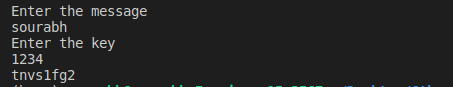 Enter the message
sourabh
Enter the key
1234
tnvs1fg2